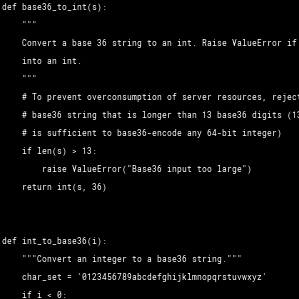 def base36_to_int(s):
"""
Convert a base 36 string to an int. Raise ValueError if
into an int.
"""
# To prevent overconsumption of server resources, reject
# base36 string that is longer than 13 base36 digits (13
# is sufficient to base36-encode any 64-bit integer)
if len(s) > 13:
raise ValueError("Base36 input too large")
return int(s, 36)
def int_to_base36(i):
"""Convert an integer to a base36 string."""
char_set = '0123456789abcdefghijklmnopqrstuvwxyz'
if i < 0: